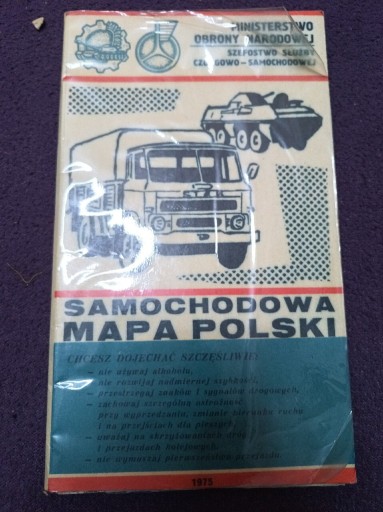 MINISTERSTWO
OBRONY NARODOWEJ
SZEFOSTWO SŁUŻBY
CZOŁGOWO-SAMOCHODOWEJ
SAMOCHODOWA
MAPA POLSKI
CHCESZ DOJECHAĆ SZCZĘŚLIWIE:
— nie używaj alkoholu,
— nie rozwijaj nadmiernej szybkości,
— przestrzegaj znaków i sygnałów drogowych,
— zachowaj szczególną ostrożność
przy wyprzedzaniu, zmianie kierunku ruchu
i na przejściach dla pieszych,
— uważaj na skrzyżowaniach dróg
i przejazdach kolejowych,
— nie wymuszaj pierwszeństwa przejazdu.
1975